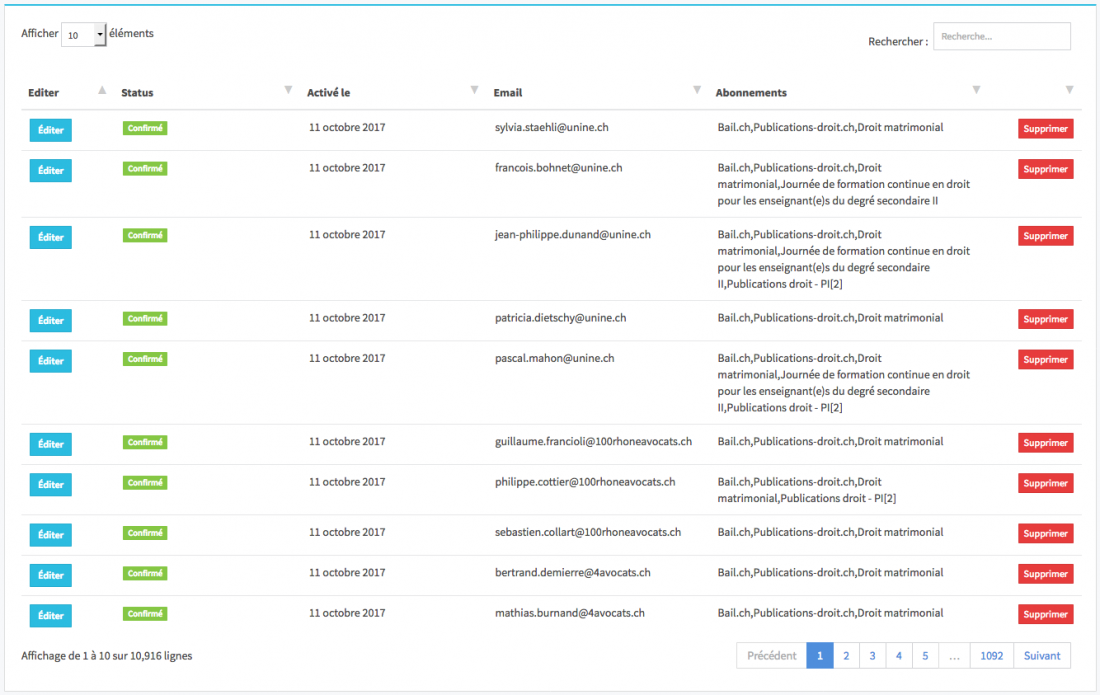 Afficher 10 éléments
Rechercher : Recherche...
Editer Status Activé le Email Abonnements
Éditer Confirmé 11 octobre 2017 sylvia.staehli@unine.ch Bail.ch,Publications-droit.ch,Droit matrimonial Supprimer
Éditer Confirmé 11 octobre 2017 francois.bohnet@unine.ch Bail.ch,Publications-droit.ch,Droit Supprimer
matrimonial,Journée de formation continue en droit
pour les enseignant(e)s du degré secondaire II
Éditer Confirmé 11 octobre 2017 jean-philippe.dunand@unine.ch Bail.ch,Publications-droit.ch,Droit Supprimer
matrimonial,Journée de formation continue en droit
pour les enseignant(e)s du degré secondaire
II,Publications droit - PI[2]
Éditer Confirmé 11 octobre 2017 patricia.dietschy@unine.ch Bail.ch,Publications-droit.ch,Droit matrimonial Supprimer
Éditer Confirmé 11 octobre 2017 pascal.mahon@unine.ch Bail.ch,Publications-droit.ch,Droit Supprimer
matrimonial,Journée de formation continue en droit
pour les enseignant(e)s du degré secondaire
II,Publications droit - PI[2]
Éditer Confirmé 11 octobre 2017 guillaume.francioli@100rhoneavocats.ch Bail.ch,Publications-droit.ch,Droit matrimonial Supprimer
Éditer Confirmé 11 octobre 2017 philippe.cottier@100rhoneavocats.ch Bail.ch,Publications-droit.ch,Droit Supprimer
matrimonial,Publications droit - PI[2]
Éditer Confirmé 11 octobre 2017 sebastien.collart@100rhoneavocats.ch Bail.ch,Publications-droit.ch,Droit matrimonial Supprimer
Éditer Confirmé 11 octobre 2017 bertrand.demierre@4avocats.ch Bail.ch,Publications-droit.ch,Droit matrimonial Supprimer
Éditer Confirmé 11 octobre 2017 mathias.burnand@4avocats.ch Bail.ch,Publications-droit.ch,Droit matrimonial Supprimer
Affichage de 1 à 10 sur 10,916 lignes
Précédent 1 2 3 4 5 … 1092 Suivant